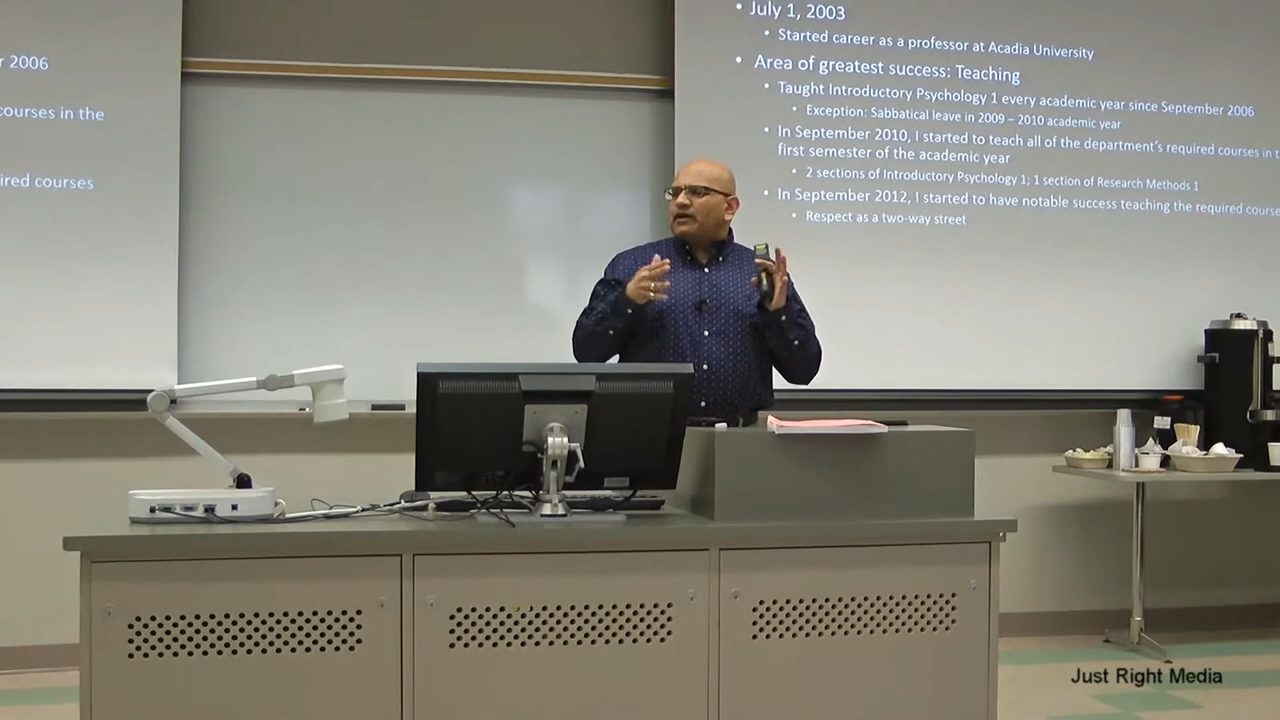 r 2006
courses in the
ired courses
• July 1, 2003
• Started career as a professor at Acadia University
• Area of greatest success: Teaching
• Taught Introductory Psychology 1 every academic year since September 2006
• Exception: Sabbatical leave in 2009 – 2010 academic year
• In September 2010, I started to teach all of the department's required courses in t
first semester of the academic year
• 2 sections of Introductory Psychology 1; 1 section of Research Methods 1
• In September 2012, I started to have notable success teaching the required course
• Respect as a two-way street
Just Right Media